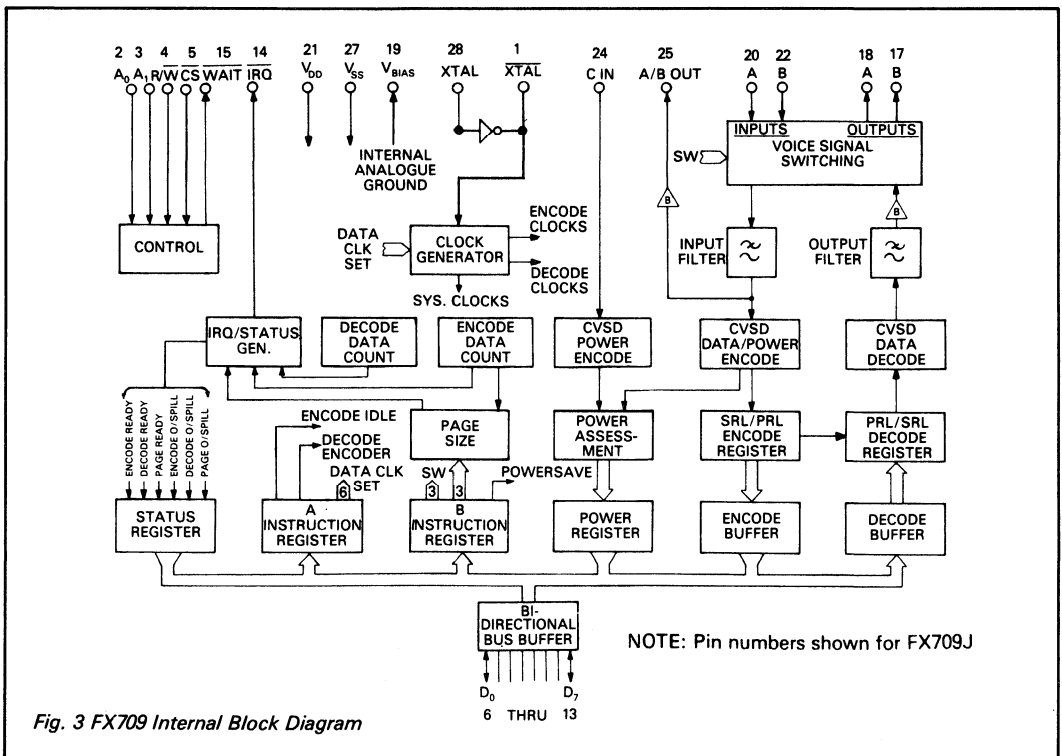 2 3 4 5 15 14 21 27 19 28 1 24 25 20 22 18 17
A0 A1 R/W CS WAIT IRQ VDD VSS VBIAS XTAL XTAL C IN A/B OUT A B A B
INPUTS OUTPUTS
VOICE SIGNAL
SWITCHING
SW
INTERNAL
ANALOGUE
GROUND
CONTROL
DATA
CLK
SET
CLOCK
GENERATOR
ENCODE
CLOCKS
DECODE
CLOCKS
SYS. CLOCKS
B
INPUT
FILTER
OUTPUT
FILTER
B
IRQ/STATUS
GEN.
DECODE
DATA
COUNT
ENCODE
DATA
COUNT
CVSD
POWER
ENCODE
CVSD
DATA/POWER
ENCODE
CVSD
DATA
DECODE
ENCODE READY
DECODE READY
PAGE READY
ENCODE O/SPILL
DECODE O/SPILL
PAGE O/SPILL
ENCODE IDLE
DECODE
ENCODER
DATA CLK
SET
6
PAGE
SIZE
SW
3
3
POWERSAVE
POWER
ASSESS-
MENT
SRL/PRL
ENCODE
REGISTER
PRL/SRL
DECODE
REGISTER
STATUS
REGISTER
A
INSTRUCTION
REGISTER
B
INSTRUCTION
REGISTER
POWER
REGISTER
ENCODE
BUFFER
DECODE
BUFFER
BI-
DIRECTIONAL
BUS BUFFER
NOTE: Pin numbers shown for FX709J
D0 D7
6 THRU 13
Fig. 3 FX709 Internal Block Diagram